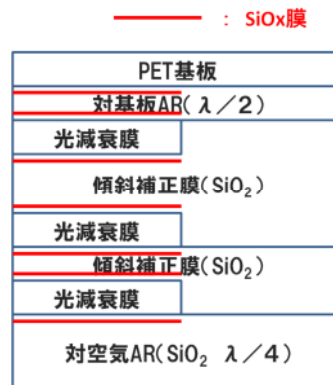 ： SiOx膜
PET基板
対基板AR(λ／2)
光減衰膜
傾斜補正膜(SiO₂)
光減衰膜
傾斜補正膜(SiO₂)
光減衰膜
対空気AR(SiO₂ λ／4)